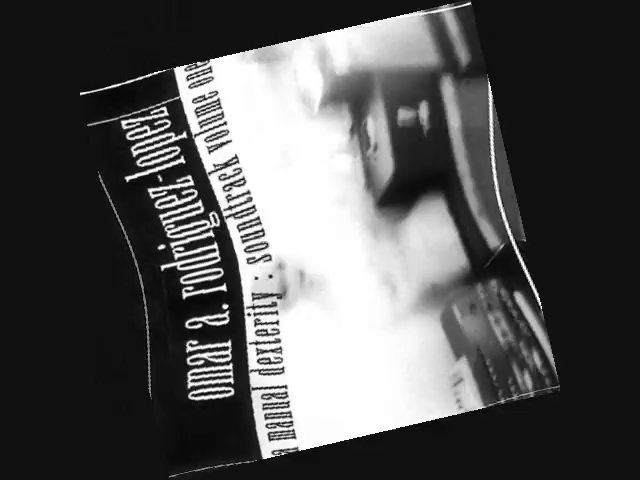 omar a. rodriguez-lopez
a manual dexterity : soundtrack volume one